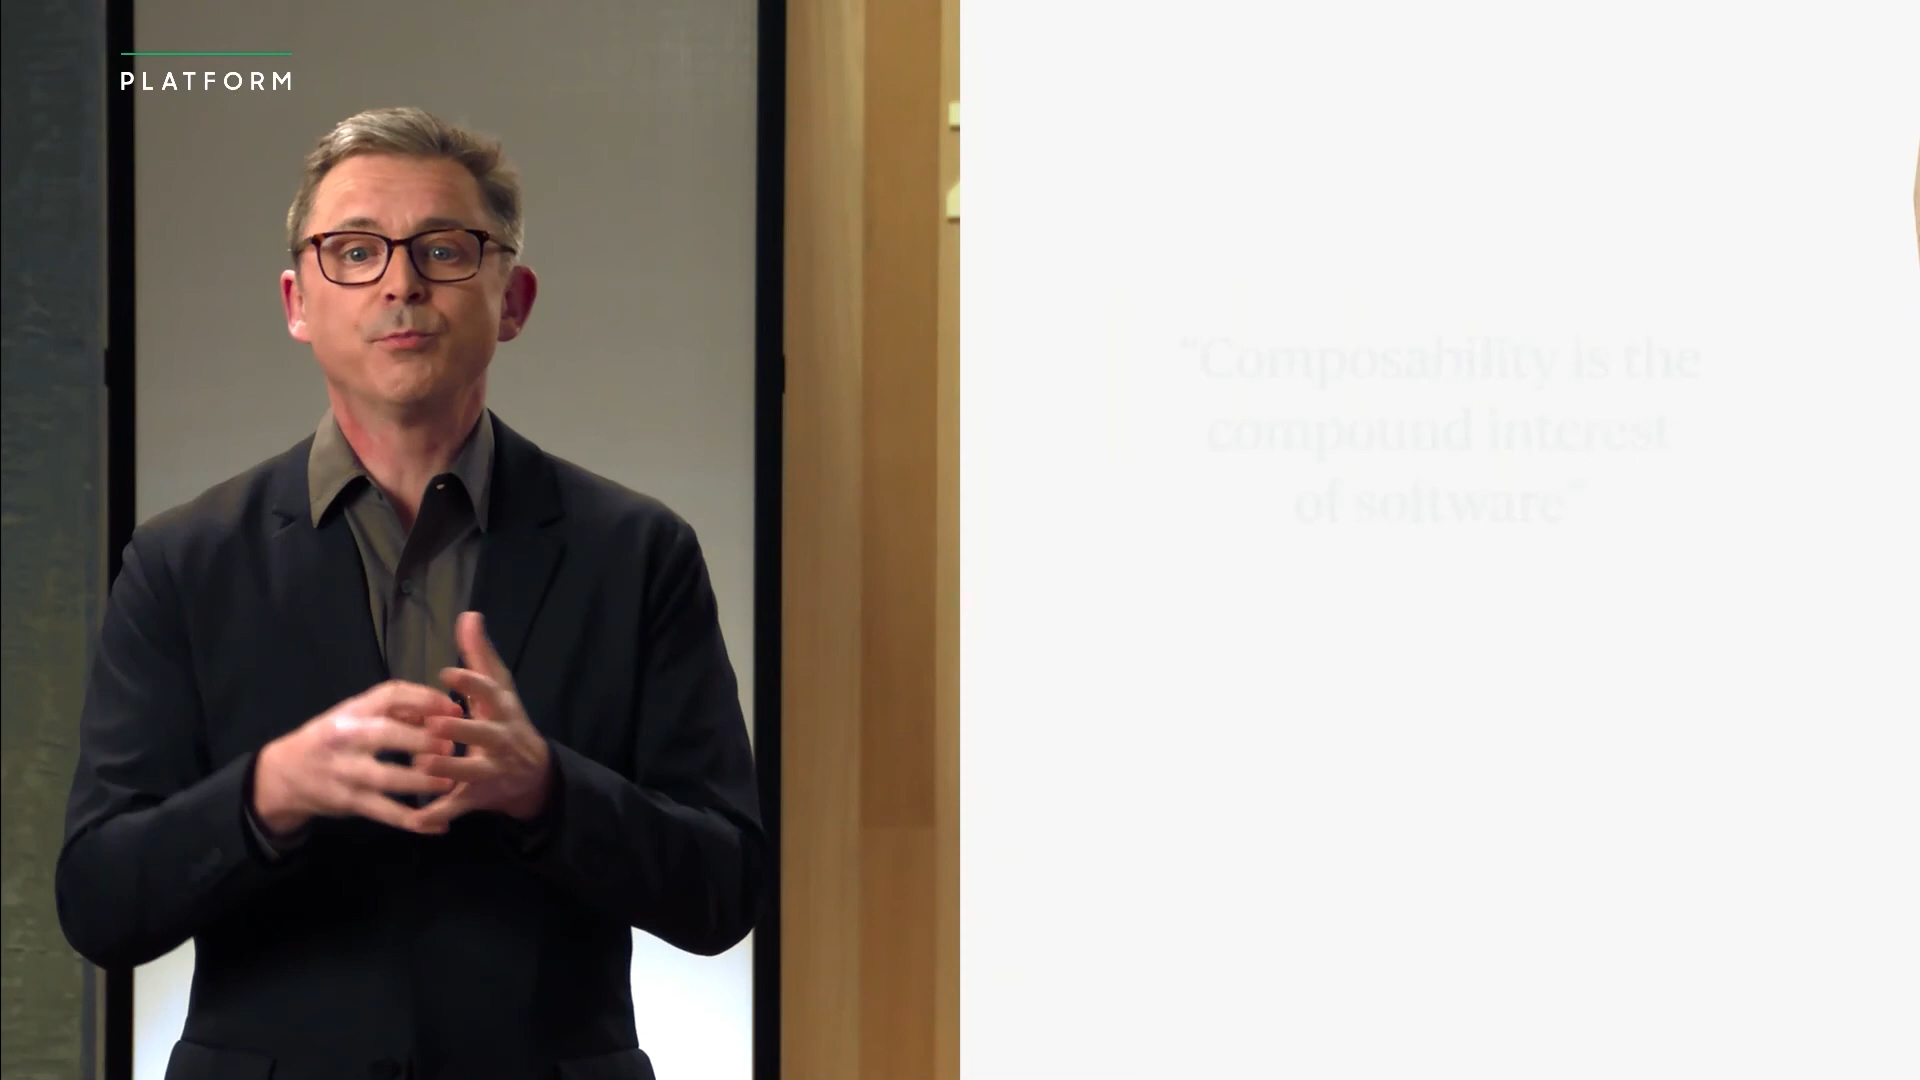 PLATFORM
“Composability is the
compound interest
of software”